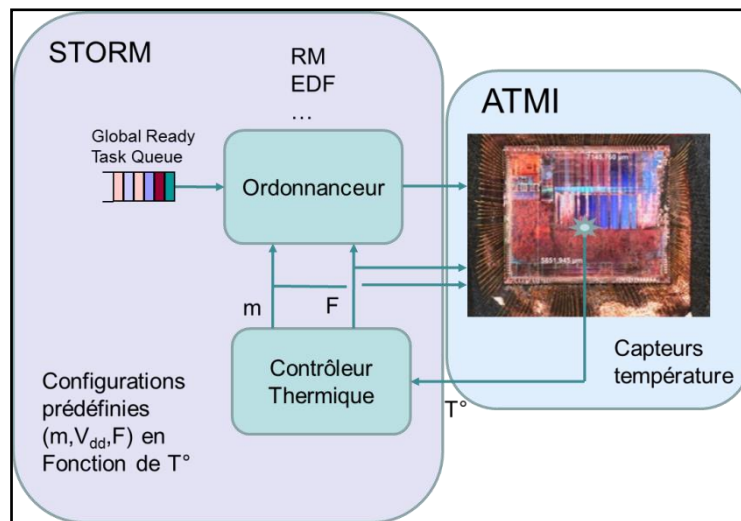 STORM
RM
EDF
...
Global Ready
Task Queue
Ordonnanceur
ATMI
m
F
Contrôleur
Thermique
Configurations
prédéfinies
(m,Vdd,F) en
Fonction de T°
T°
Capteurs
température